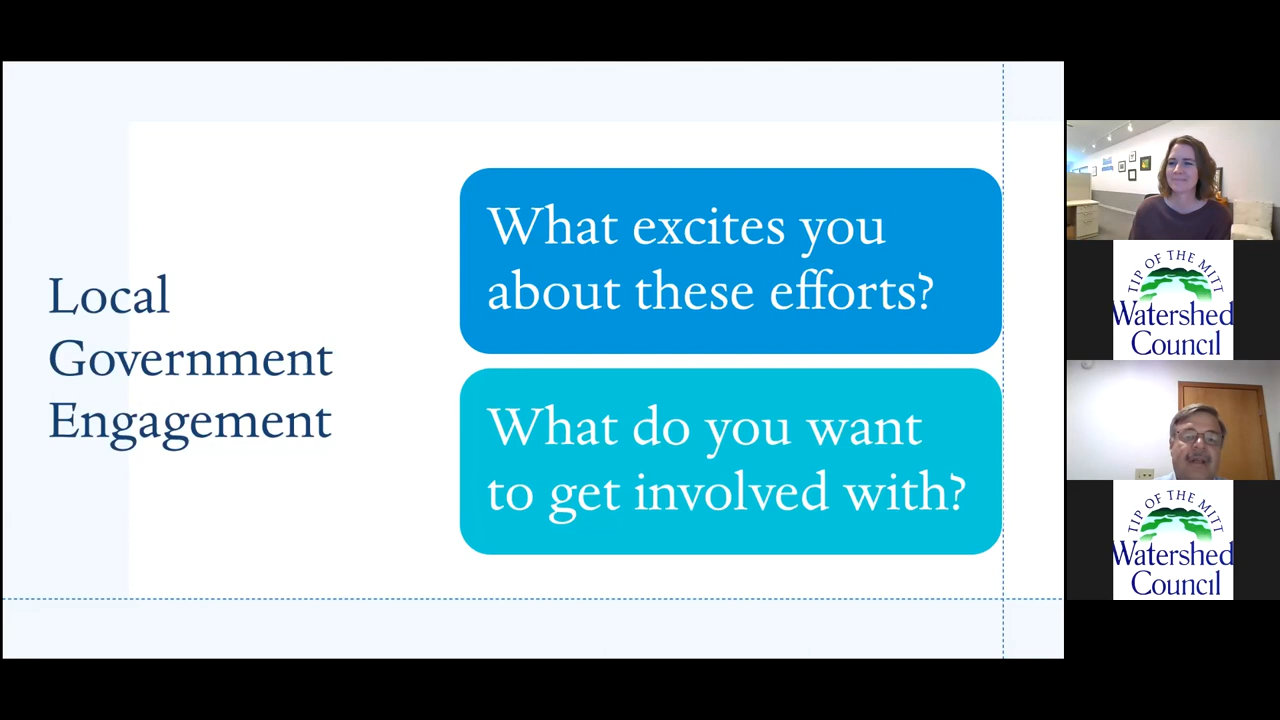 Local
Government
Engagement
What excites you
about these efforts?
What do you want
to get involved with?
TIP OF THE MITT
Watershed
Council
TIP OF THE MITT
Watershed
Council